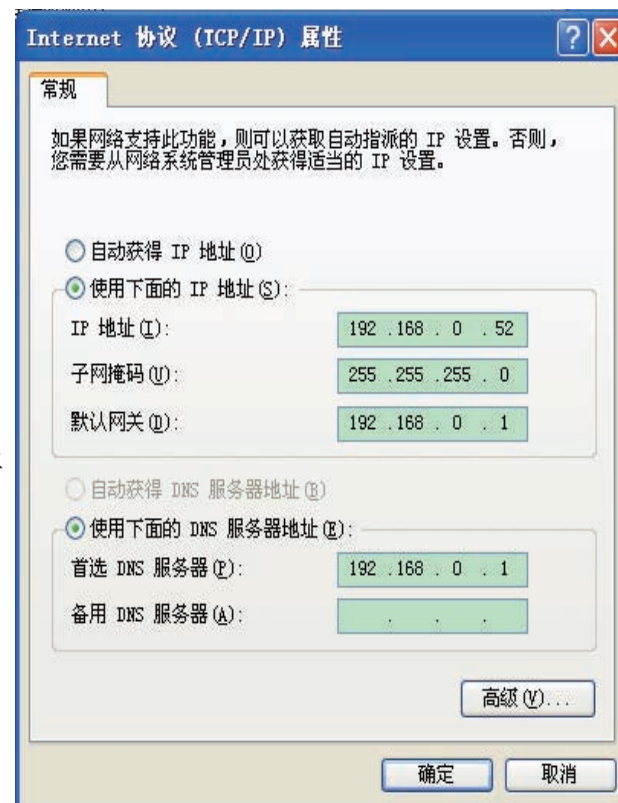 Internet 协议 (TCP/IP) 属性
常规
如果网络支持此功能，则可以获取自动指派的 IP 设置。否则，
您需要从网络系统管理员处获得适当的 IP 设置。
自动获得 IP 地址(O)
使用下面的 IP 地址(S):
IP 地址(I): 192 .168 . 0 .52
子网掩码(U): 255 .255 .255 . 0
默认网关(D): 192 .168 . 0 . 1
自动获得 DNS 服务器地址(B)
使用下面的 DNS 服务器地址(E):
首选 DNS 服务器(P): 192 .168 . 0 . 1
备用 DNS 服务器(A): . . .
高级(V)...
确定 取消